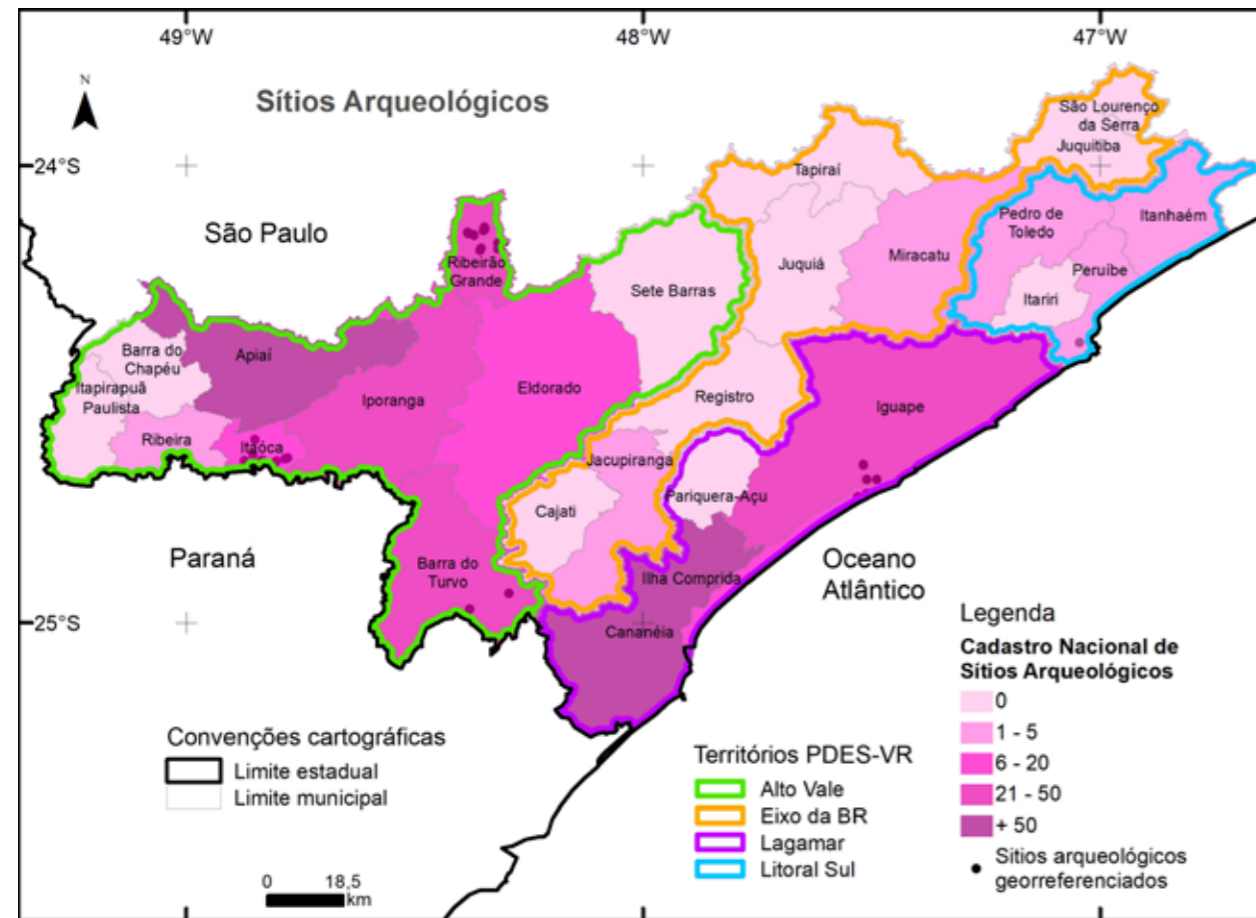 49°W
48°W
47°W
N
Sítios Arqueológicos
São Lourenço
da Serra
Juquitiba
24°S
Tapiraí
São Paulo
Pedro de
Toledo
Itanhaém
Ribeirão
Grande
Juquiá
Miracatu
Peruíbe
Sete Barras
Itariri
Barra do
Chapéu
Apiaí
Itapirapuã
Paulista
Eldorado
Iporanga
Registro
Iguape
Ribeira
Itaóca
Jacupiranga
Pariquera-Açu
Cajati
Paraná
Barra do
Turvo
Ilha Comprida
Oceano
Atlântico
25°S
Cananéia
Legenda
Cadastro Nacional de
Sítios Arqueológicos
0
1 - 5
6 - 20
21 - 50
+ 50
Sitios arqueológicos
georreferenciados
Convenções cartográficas
Limite estadual
Limite municipal
Territórios PDES-VR
Alto Vale
Eixo da BR
Lagamar
Litoral Sul
0 18,5
km